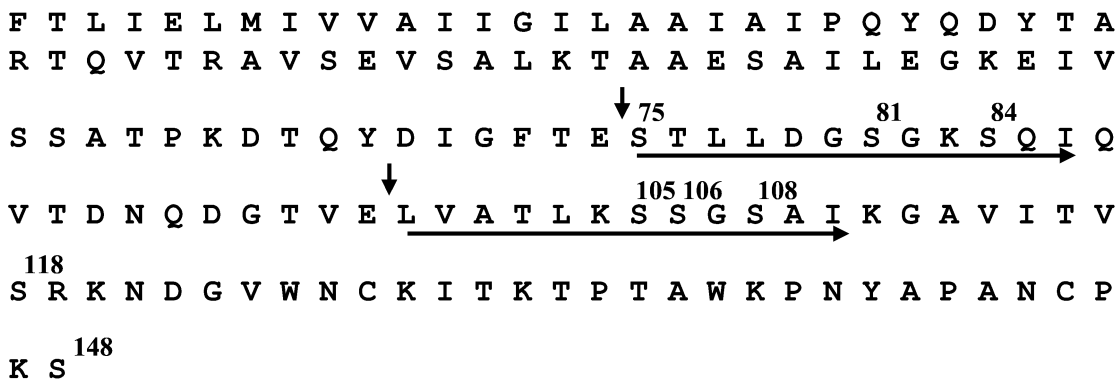 F T L I E L M I V V A I I G I L A A I A I P Q Y Q D Y T A
R T Q V T R A V S E V S A L K T A A E S A I L E G K E I V
75 81 84
S S A T P K D T Q Y D I G F T E S T L L D G S G K S Q I Q
105 106 108
V T D N Q D G T V E L V A T L K S S G S A I K G A V I T V
118
S R K N D G V W N C K I T K T P T A W K P N Y A P A N C P
148
K S